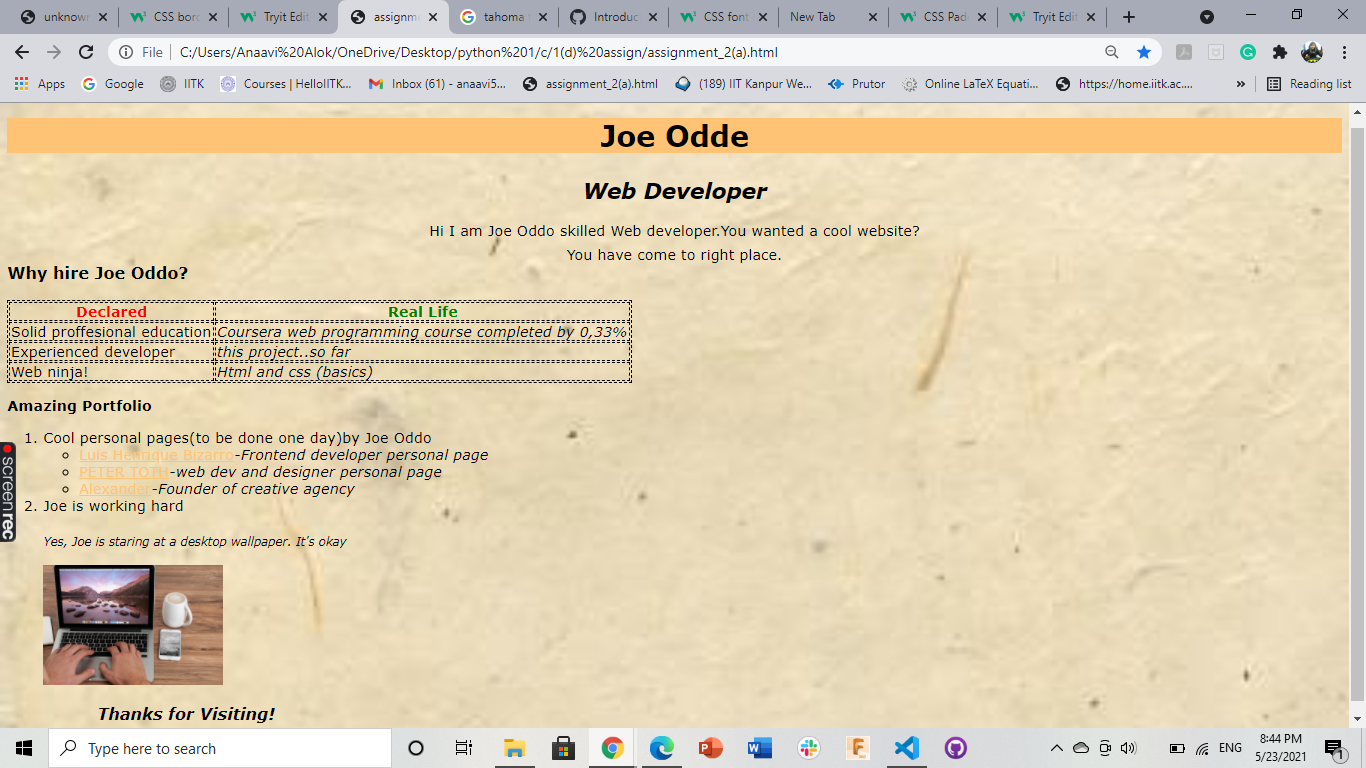 unknown
CSS bord
Tryit Edit
assignme
tahoma
Introduc
CSS font
New Tab
CSS Padd
Tryit Edit
File
C:/Users/Anaavi%20Alok/OneDrive/Desktop/python%201/c/1(d)%20assign/assignment_2(a).html
Apps
Google
IITK
Courses | HelloIITK...
Inbox (61) - anaavi5...
assignment_2(a).html
(189) IIT Kanpur We...
Prutor
Online LaTeX Equati...
https://home.iitk.ac....
»
Reading list
Joe Odde
Web Developer
Hi I am Joe Oddo skilled Web developer.You wanted a cool website?
You have come to right place.
Why hire Joe Oddo?
Declared Real Life
Solid proffesional education Coursera web programming course completed by 0,33%
Experienced developer this project..so far
Web ninja! Html and css (basics)
Amazing Portfolio
1. Cool personal pages(to be done one day)by Joe Oddo
Luis Henrique Bizarro-Frontend developer personal page
PETER TOTH-web dev and designer personal page
Alexander-Founder of creative agency
2. Joe is working hard
screenrec
Yes, Joe is staring at a desktop wallpaper. It's okay
Thanks for Visiting!
Type here to search
ENG
8:44 PM
5/23/2021
1